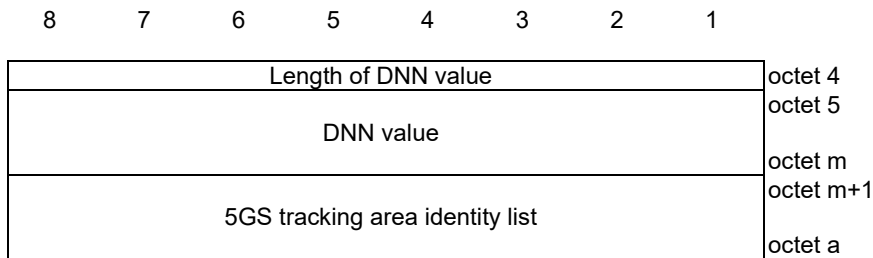 8 7 6 5 4 3 2 1
Length of DNN value octet 4
octet 5
DNN value
octet m
octet m+1
5GS tracking area identity list
octet a